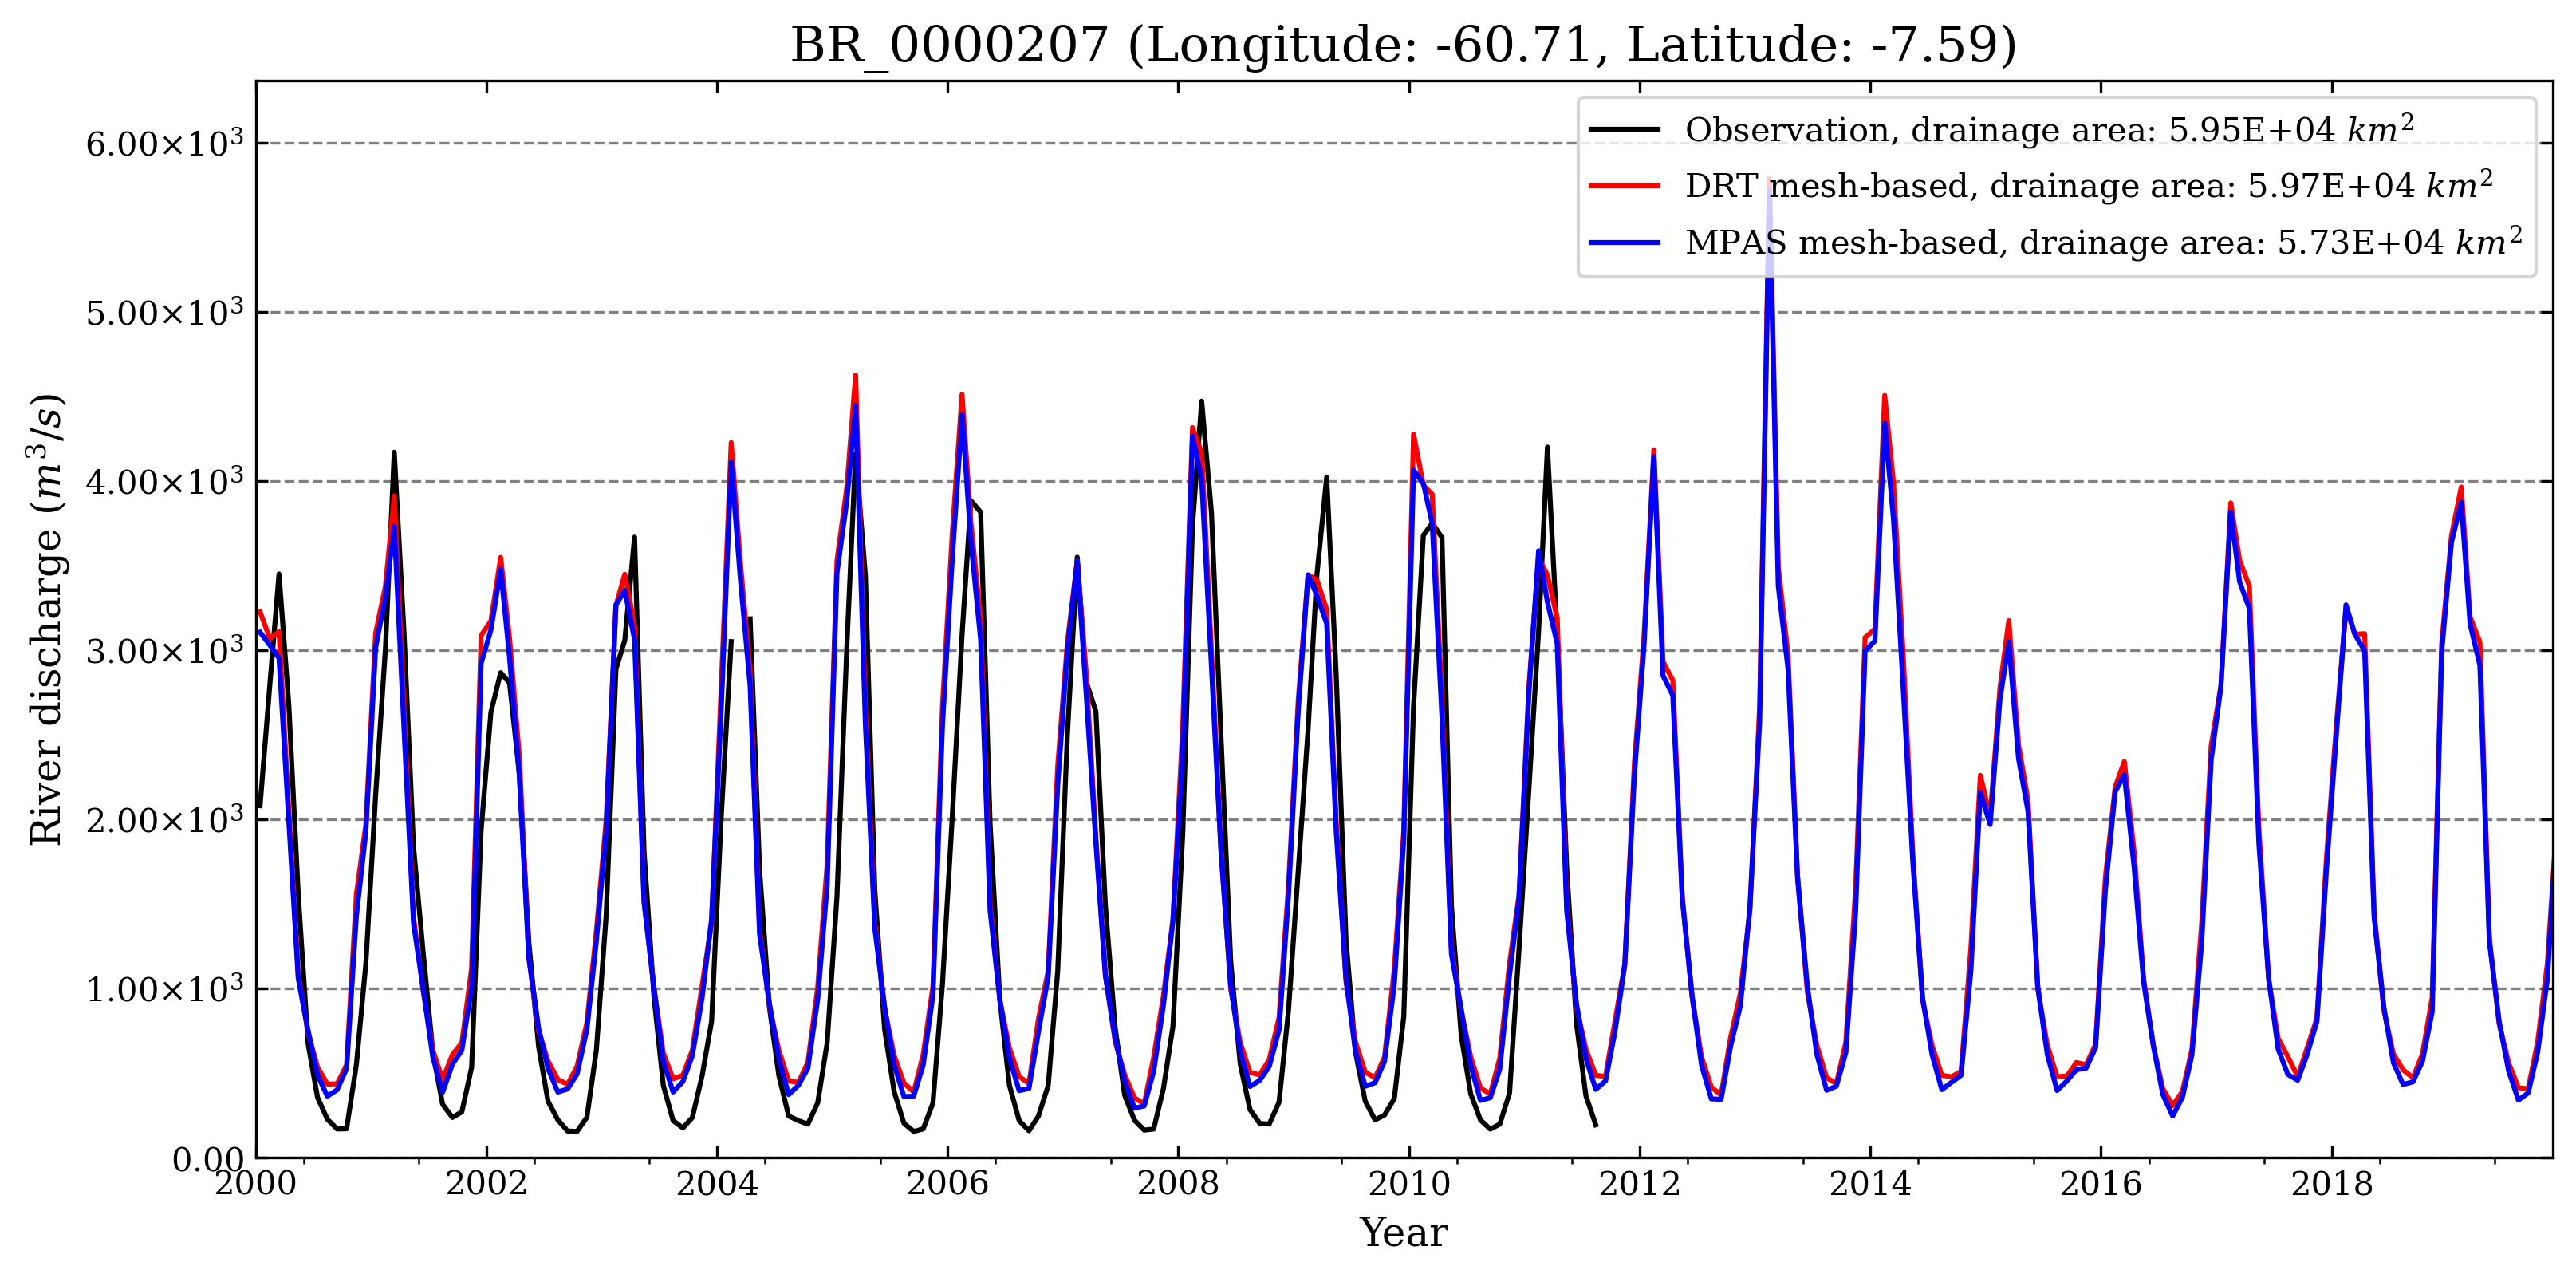 BR_0000207 (Longitude: -60.71, Latitude: -7.59)
Observation, drainage area: 5.95E+04 km²
DRT mesh-based, drainage area: 5.97E+04 km²
MPAS mesh-based, drainage area: 5.73E+04 km²
River discharge (m³/s)
6.00×10³
5.00×10³
4.00×10³
3.00×10³
2.00×10³
1.00×10³
0.00
2000 2002 2004 2006 2008 2010 2012 2014 2016 2018
Year